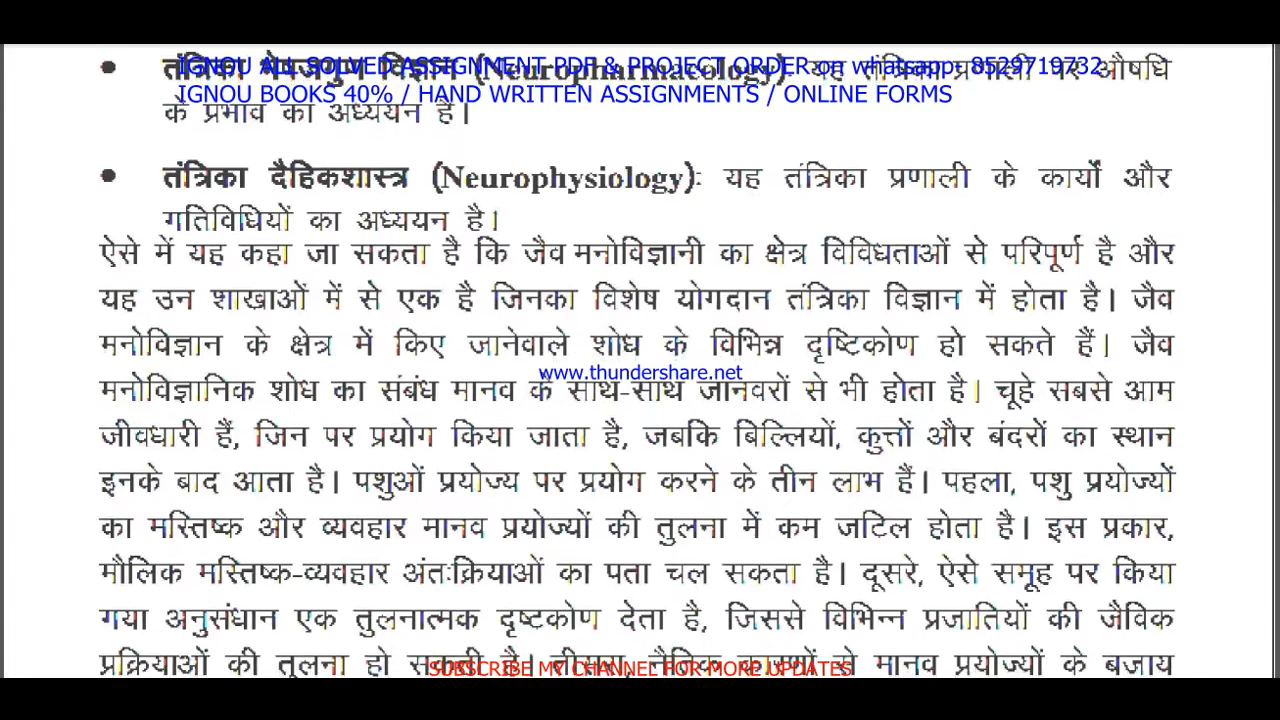 IGNOU ALL SOLVED ASSIGNMENT PDF & PROJECT ORDER on whatsapp- 8529719732
• तंत्रिका भेषजगुण विज्ञान (Neuropharmacology): यह तंत्रिका प्रणाली पर औषधि
IGNOU BOOKS 40% / HAND WRITTEN ASSIGNMENTS / ONLINE FORMS
के प्रभाव का अध्ययन है।
• तंत्रिका दैहिकशास्त्र (Neurophysiology): यह तंत्रिका प्रणाली के कार्यों और
गतिविधियों का अध्ययन है।
ऐसे में यह कहा जा सकता है कि जैव मनोविज्ञानी का क्षेत्र विविधताओं से परिपूर्ण है और
यह उन शाखाओं में से एक है जिनका विशेष योगदान तंत्रिका विज्ञान में होता है। जैव
मनोविज्ञान के क्षेत्र में किए जानेवाले शोध के विभिन्न दृष्टिकोण हो सकते हैं। जैव
www.thundershare.net
मनोविज्ञानिक शोध का संबंध मानव के साथ-साथ जानवरों से भी होता है। चूहे सबसे आम
जीवधारी हैं, जिन पर प्रयोग किया जाता है, जबकि बिल्लियों, कुत्तों और बंदरों का स्थान
इनके बाद आता है। पशुओं प्रयोज्य पर प्रयोग करने के तीन लाभ हैं। पहला, पशु प्रयोज्यों
का मस्तिष्क और व्यवहार मानव प्रयोज्यों की तुलना में कम जटिल होता है। इस प्रकार,
मौलिक मस्तिष्क-व्यवहार अंतःक्रियाओं का पता चल सकता है। दूसरे, ऐसे समूह पर किया
गया अनुसंधान एक तुलनात्मक दृष्टकोण देता है, जिससे विभिन्न प्रजातियों की जैविक
प्रक्रियाओं की तुलना हो सकती है। तीसरा, नैतिक कारणों से मानव प्रयोज्यों के बजाय
SUBSCRIBE MY CHANNEL FOR MORE UPDATES